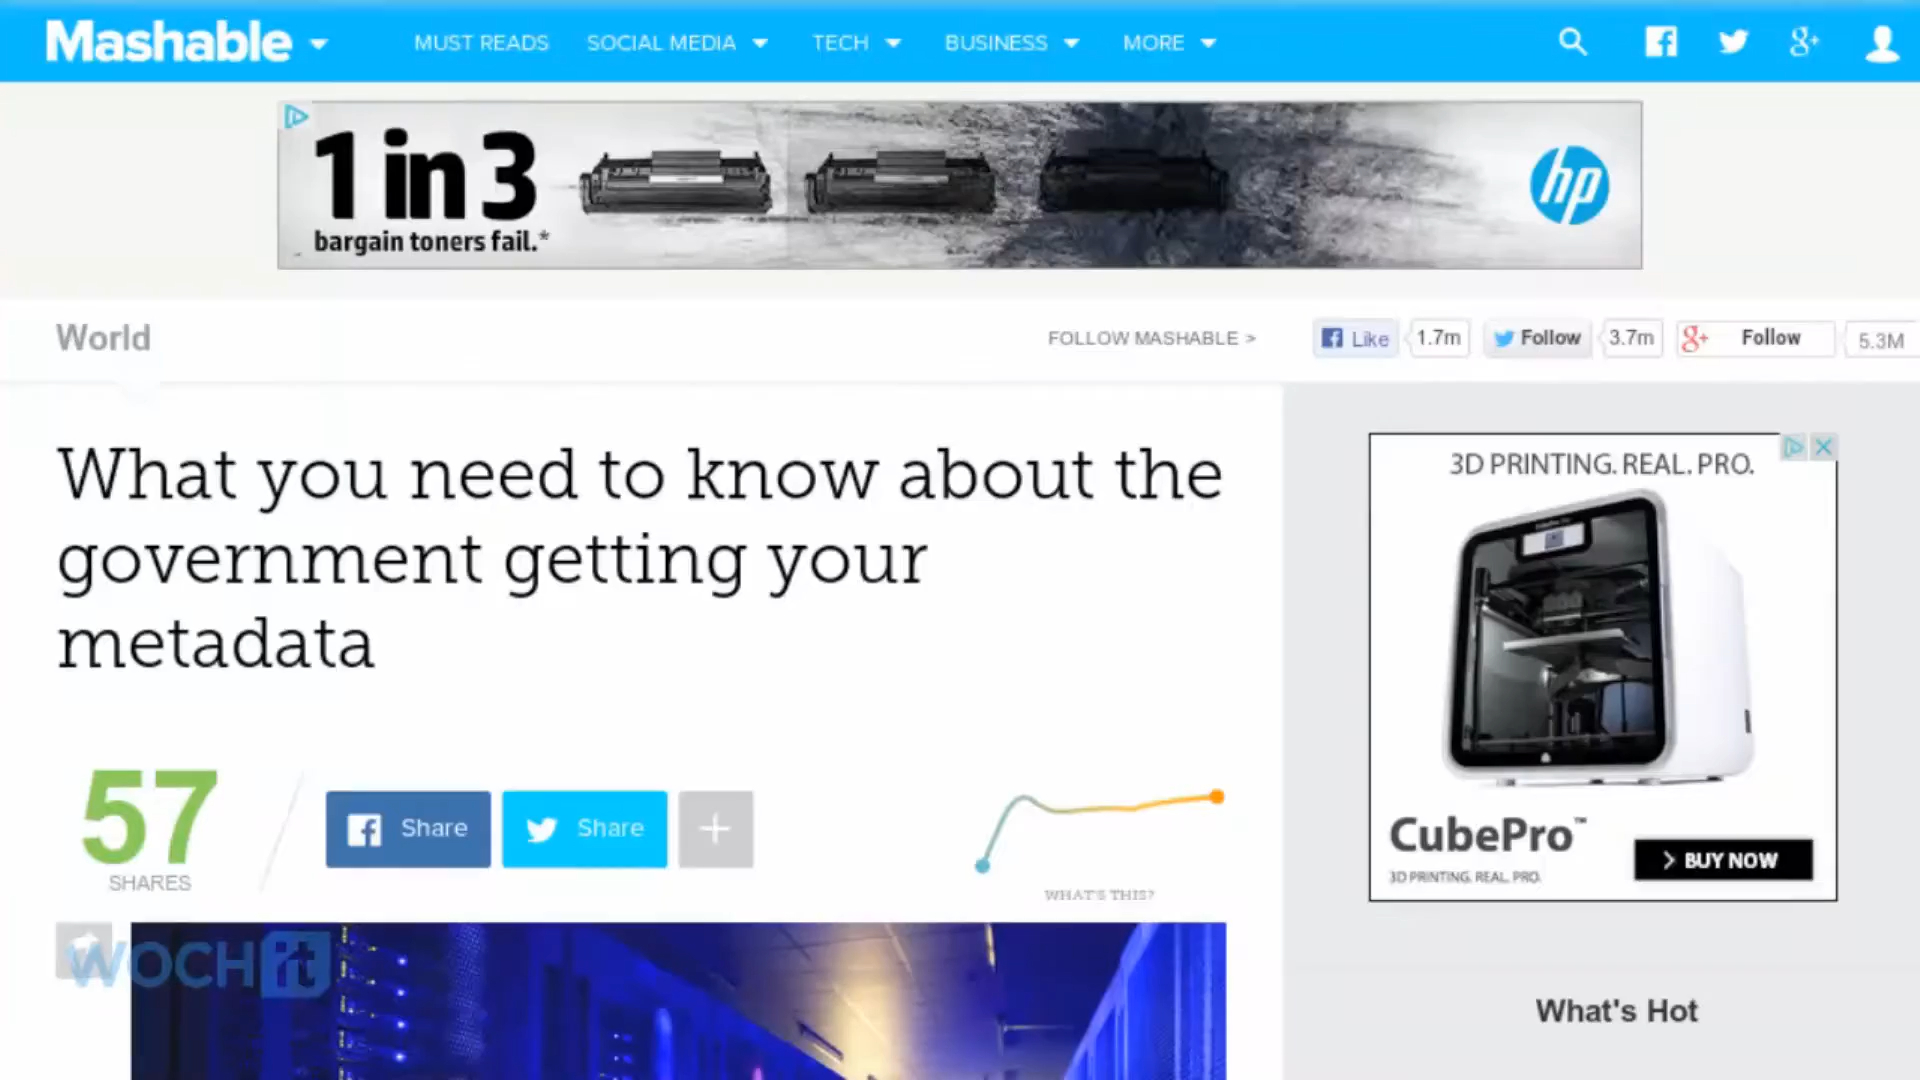 Mashable
MUST READS SOCIAL MEDIA TECH BUSINESS MORE
1 in 3
bargain toners fail.*
hp
World
FOLLOW MASHABLE >
Like 1.7m Follow 3.7m g+ Follow 5.3M
What you need to know about the
government getting your
metadata
57
SHARES
Share
Share
+
WHAT'S THIS?
3D PRINTING. REAL. PRO.
CubePro™
3D PRINTING. REAL. PRO.
> BUY NOW
WOCHit
What's Hot